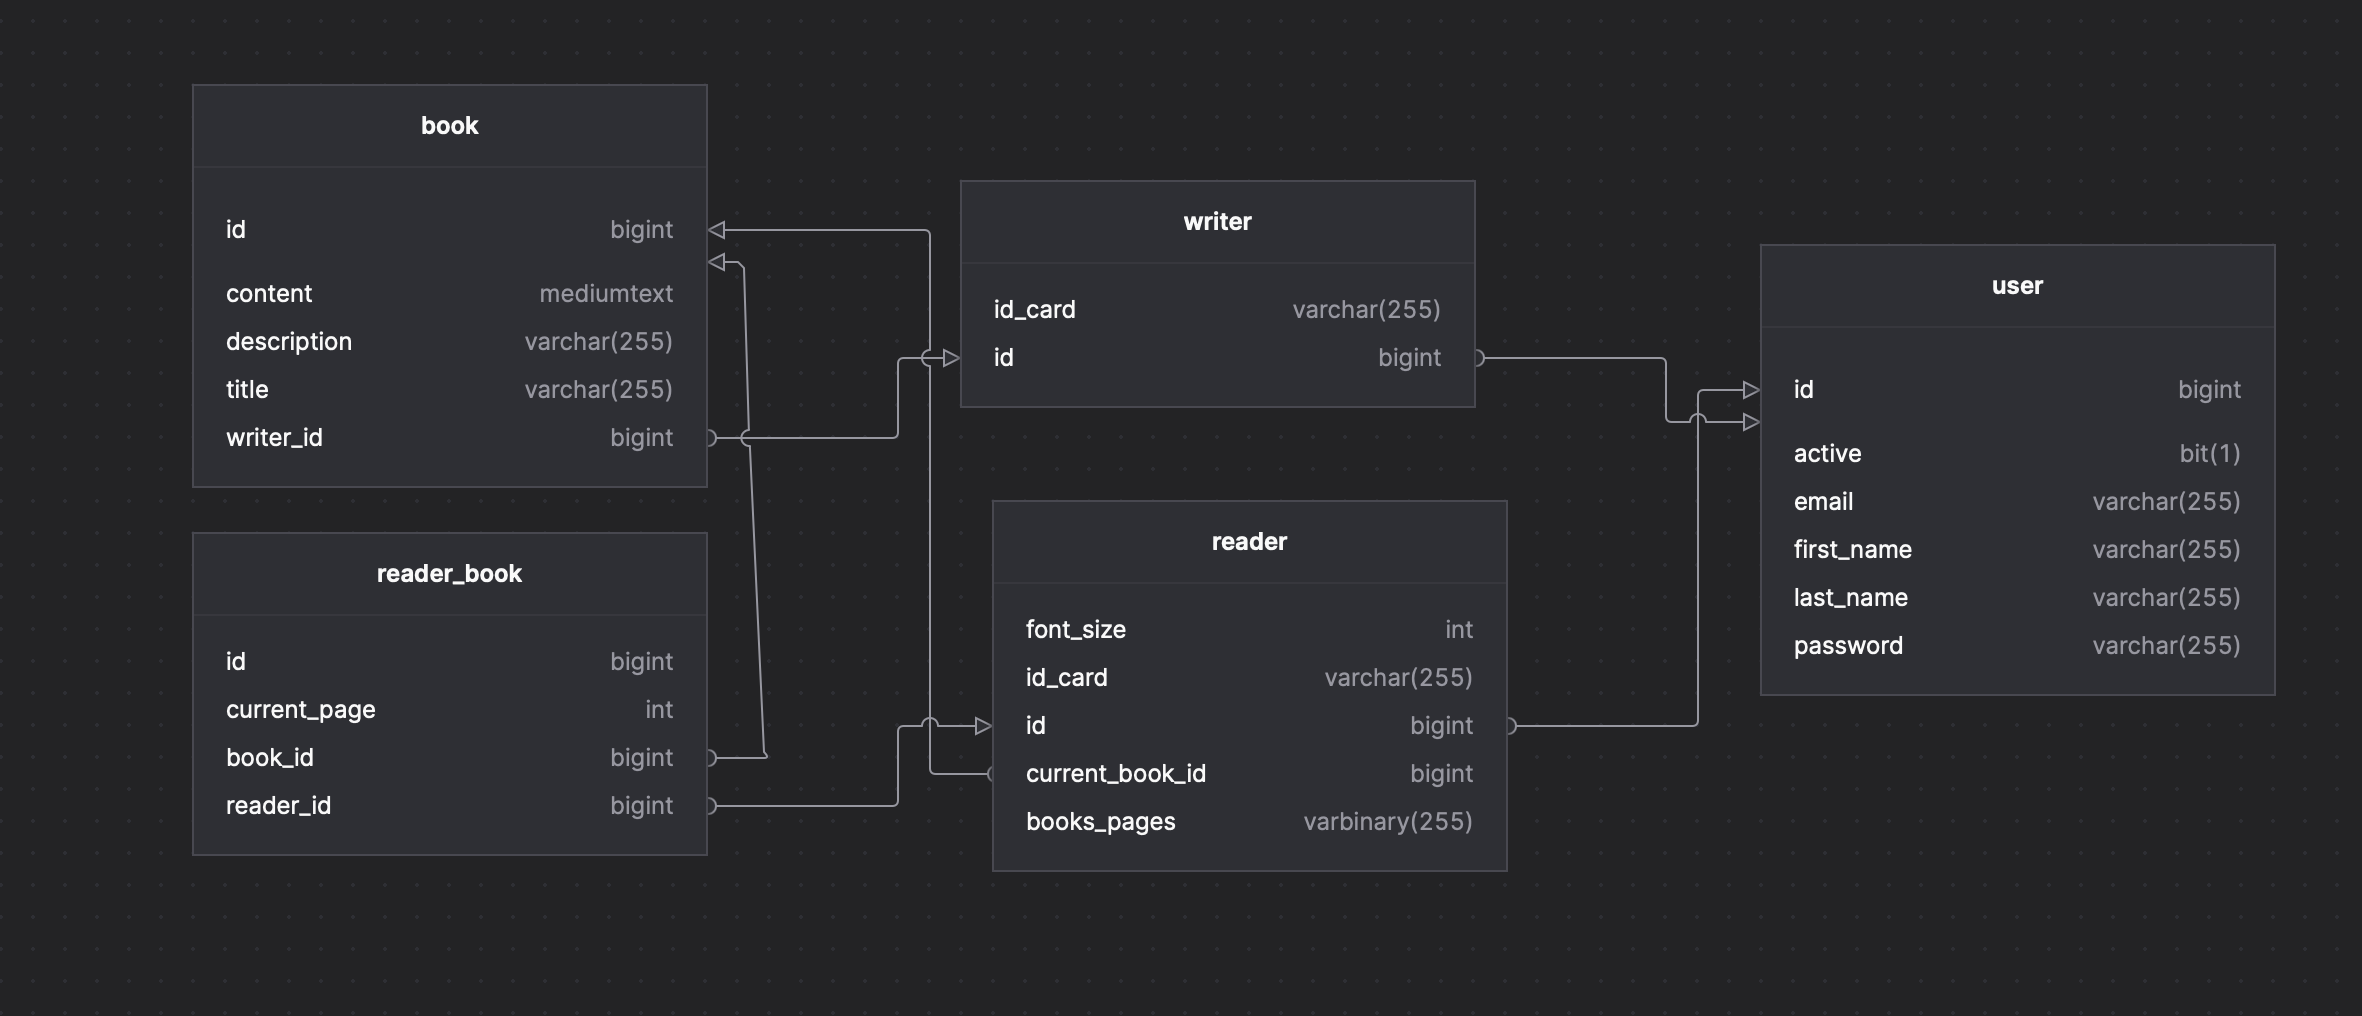 book
id bigint
content mediumtext
description varchar(255)
title varchar(255)
writer_id bigint
reader_book
id bigint
current_page int
book_id bigint
reader_id bigint
writer
id_card varchar(255)
id bigint
reader
font_size int
id_card varchar(255)
id bigint
current_book_id bigint
books_pages varbinary(255)
user
id bigint
active bit(1)
email varchar(255)
first_name varchar(255)
last_name varchar(255)
password varchar(255)